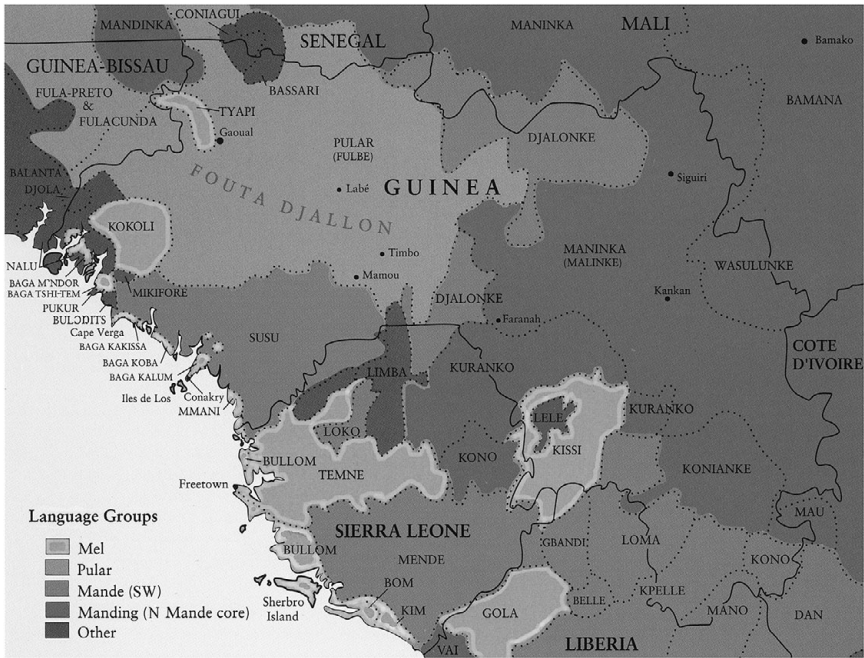 CONIAGUI
MANDINKA
SENEGAL
MANINKA
MALI
Bamako
GUINEA-BISSAU
BASSARI
FULA-PRETO
&
FULACUNDA
TYAPI
Gaoual
BAMANA
PULAR
(FULBE)
DJALONKE
BALANTA
DJOLA
FOUTA DJALLON
Labé
GUINEA
Siguiri
KOKOLI
Timbo
MANINKA
(MALINKE)
WASULUNKE
NALU
BAGA M'NDOR
BAGA TSHI-TEM
MIKIFORE
Mamou
DJALONKE
Kankan
PUKUR
Cape Verga
BAGA KAKISSA
SUSU
Faranah
COTE
D'IVOIRE
BAGA KOBA
BAGA KALUM
LIMBA
KURANKO
Iles de Los
Conakry
MMANI
LELE
KURANKO
LOKO
KISSI
BULLOM
TEMNE
KONO
KONIANKE
Freetown
Language Groups
Mel
Pular
Mande (SW)
Manding (N Mande core)
Other
SIERRA LEONE
MAU
BULLOM
MENDE
GBANDI
LOMA
KONO
BOM
Sherbro
Island
KIM
GOLA
BELLE
KPELLE
MANO
DAN
VAI
LIBERIA